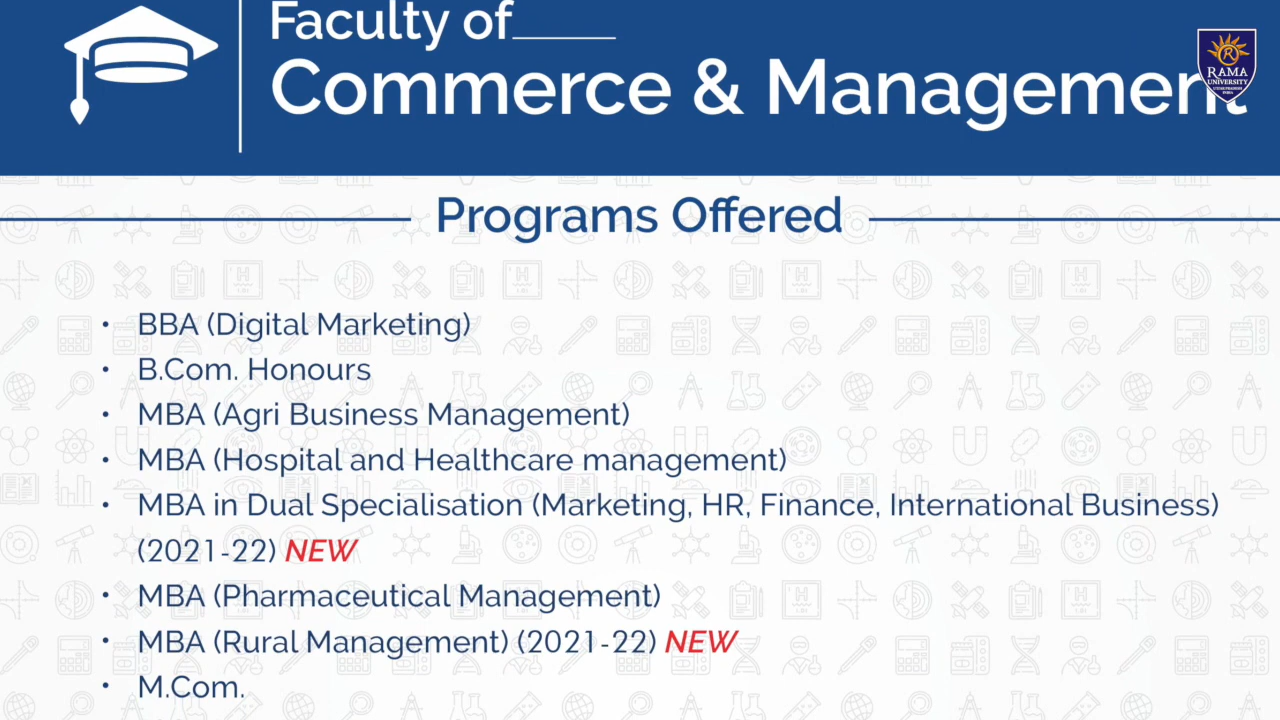 Faculty of_____
Commerce & Management
RAMA
UNIVERSITY
Programs Offered
• BBA (Digital Marketing)
• B.Com. Honours
• MBA (Agri Business Management)
• MBA (Hospital and Healthcare management)
• MBA in Dual Specialisation (Marketing, HR, Finance, International Business)
(2021-22) NEW
• MBA (Pharmaceutical Management)
• MBA (Rural Management) (2021-22) NEW
• M.Com.